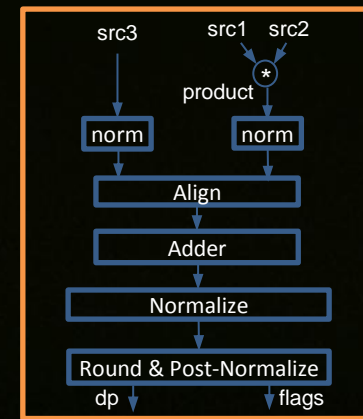 src3 src1 src2
*
product
norm norm
Align
Adder
Normalize
Round & Post-Normalize
dp flags